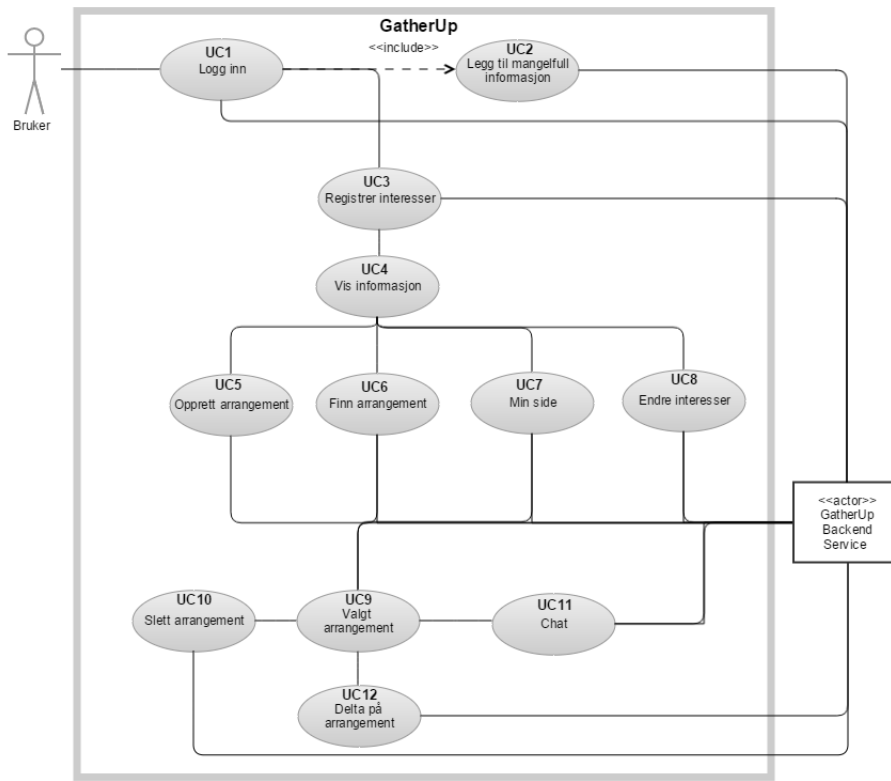 GatherUp
<<include>>
UC1
Logg inn
UC2
Legg til mangelfull
informasjon
Bruker
UC3
Registrer interesser
UC4
Vis informasjon
UC5
Opprett arrangement
UC6
Finn arrangement
UC7
Min side
UC8
Endre interesser
<<actor>>
GatherUp
Backend
Service
UC10
Slett arrangement
UC9
Valgt
arrangement
UC11
Chat
UC12
Delta på
arrangement